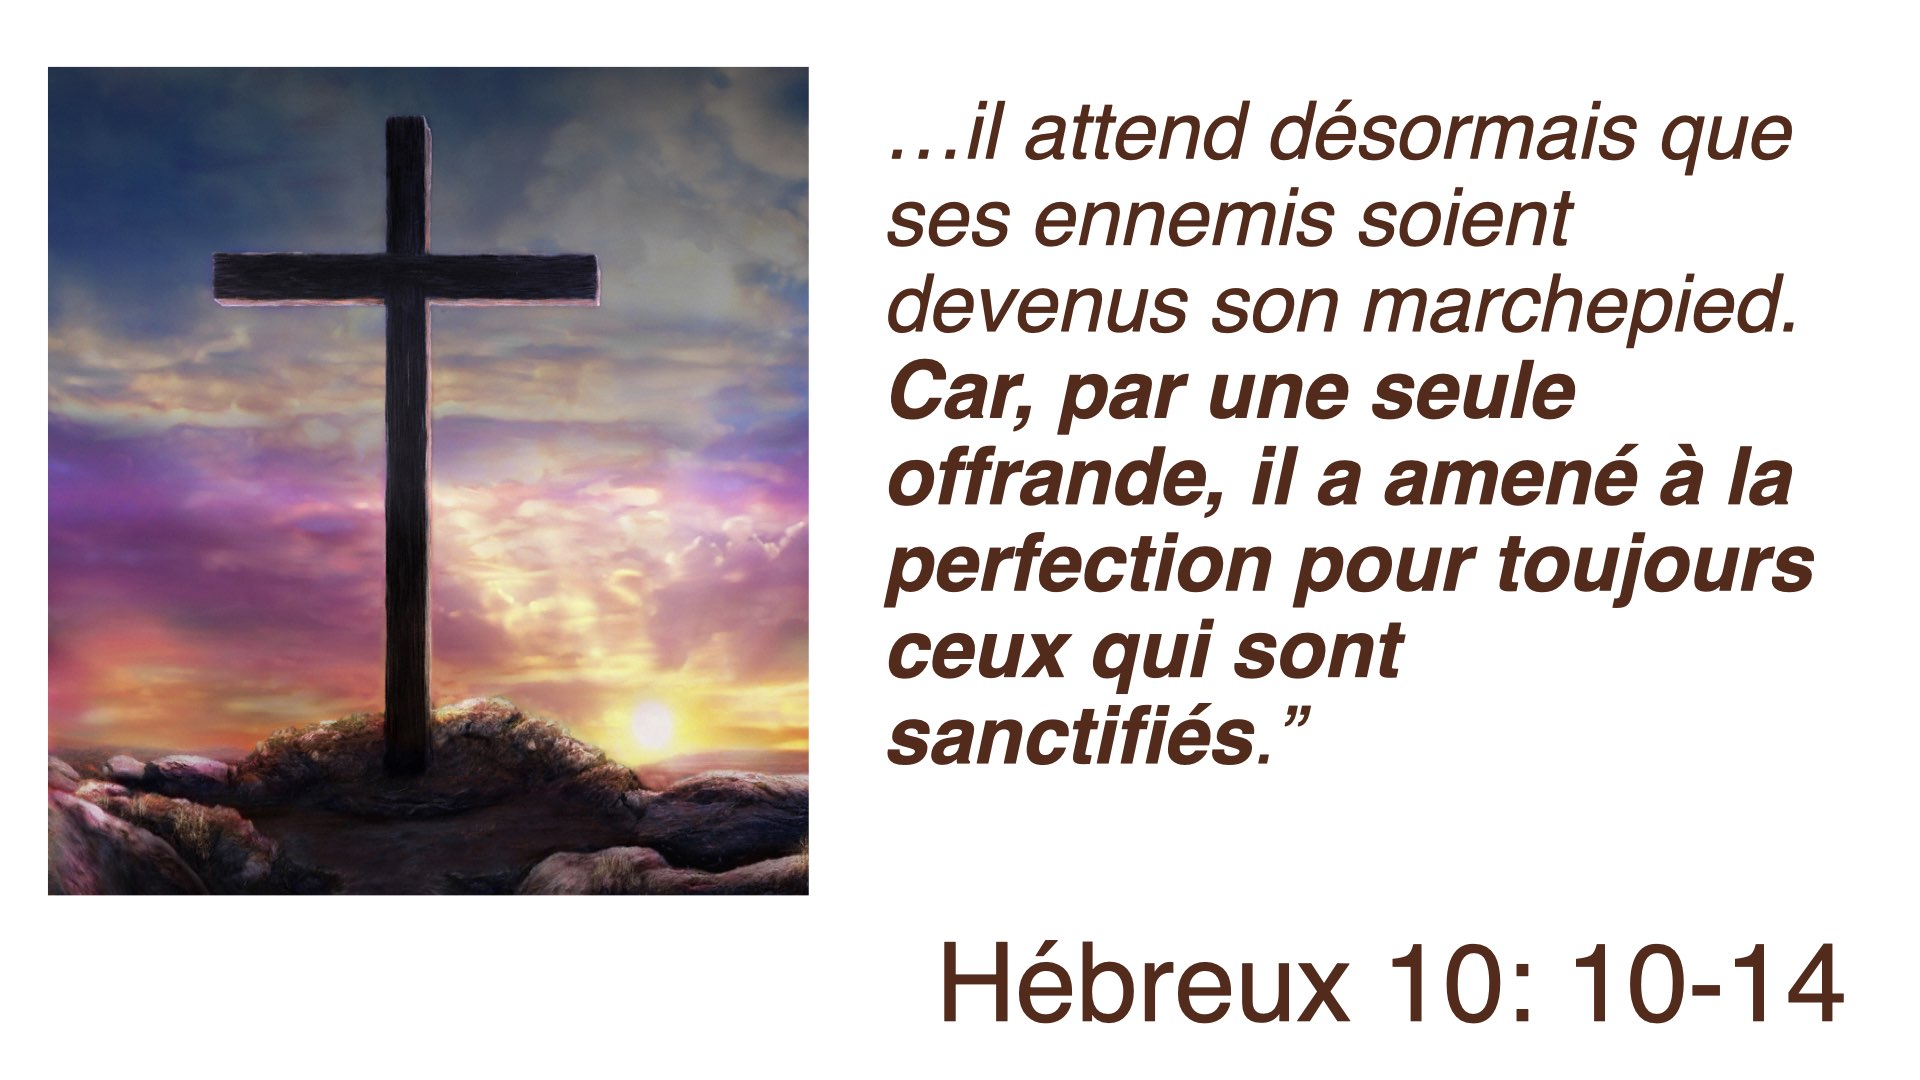 …il attend désormais que
ses ennemis soient
devenus son marchepied.
Car, par une seule
offrande, il a amené à la
perfection pour toujours
ceux qui sont
sanctifiés.”
Hébreux 10: 10-14